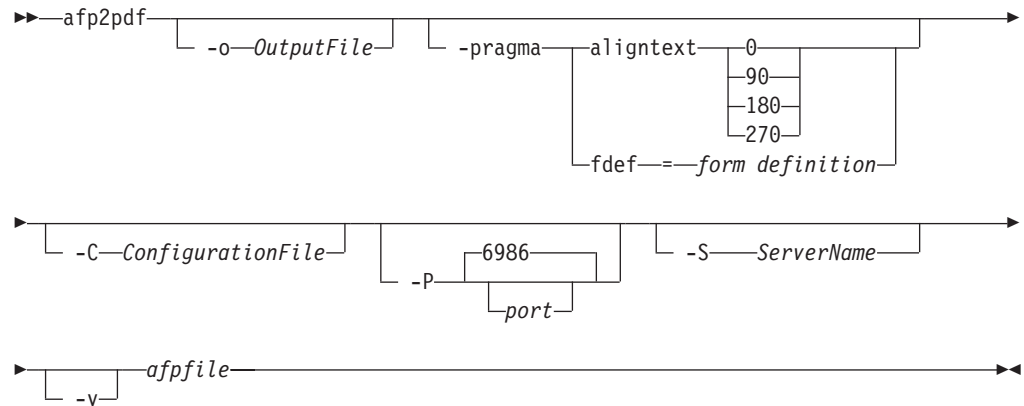 afp2pdf
-o OutputFile
-pragma aligntext 0
90
180
270
fdef = form definition
-C ConfigurationFile
-P 6986
port
-S ServerName
-v afpfile